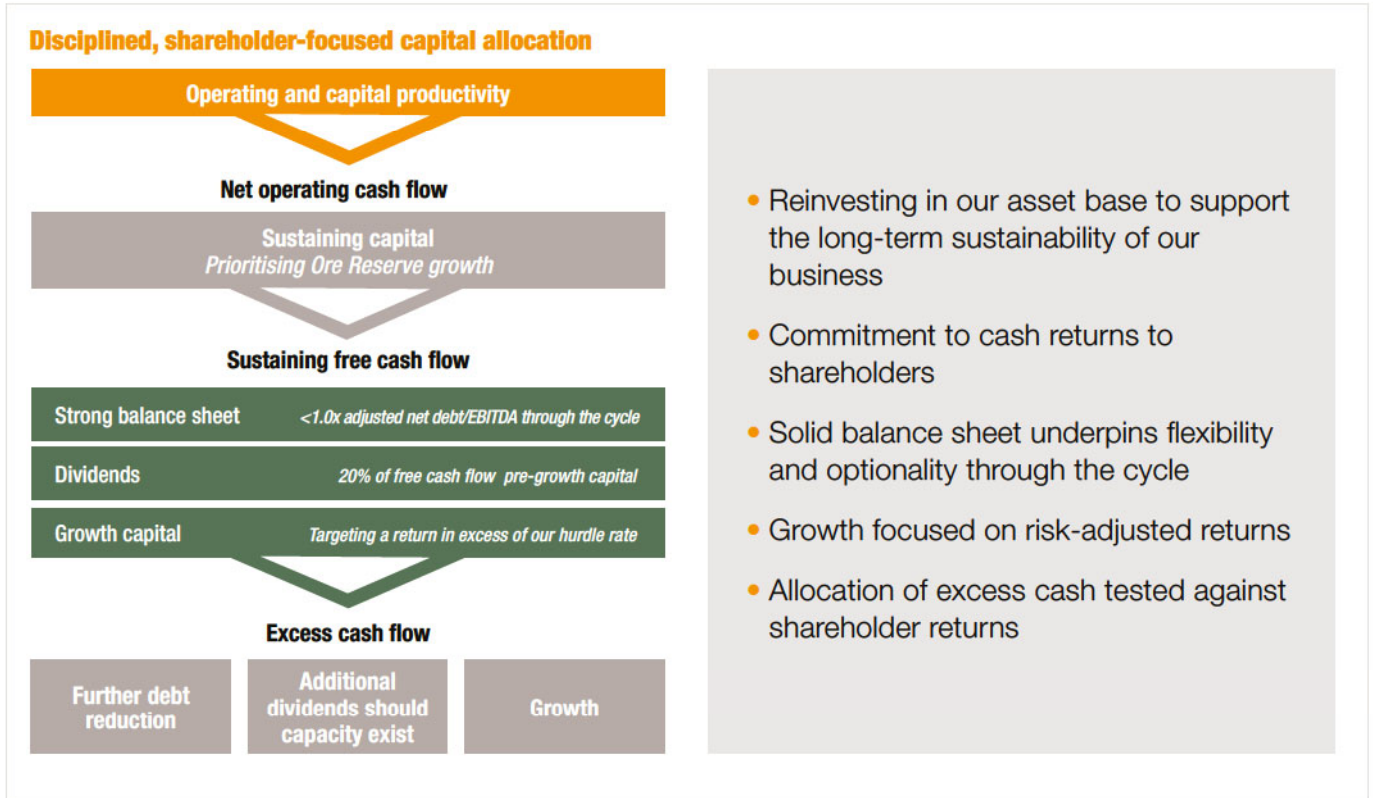 Disciplined, shareholder-focused capital allocation
Operating and capital productivity
Net operating cash flow
Sustaining capital
Prioritising Ore Reserve growth
Sustaining free cash flow
Strong balance sheet <1.0x adjusted net debt/EBITDA through the cycle
Dividends 20% of free cash flow pre-growth capital
Growth capital Targeting a return in excess of our hurdle rate
Excess cash flow
Further debt
reduction
Additional
dividends should
capacity exist
Growth
• Reinvesting in our asset base to support
the long-term sustainability of our
business
• Commitment to cash returns to
shareholders
• Solid balance sheet underpins flexibility
and optionality through the cycle
• Growth focused on risk-adjusted returns
• Allocation of excess cash tested against
shareholder returns